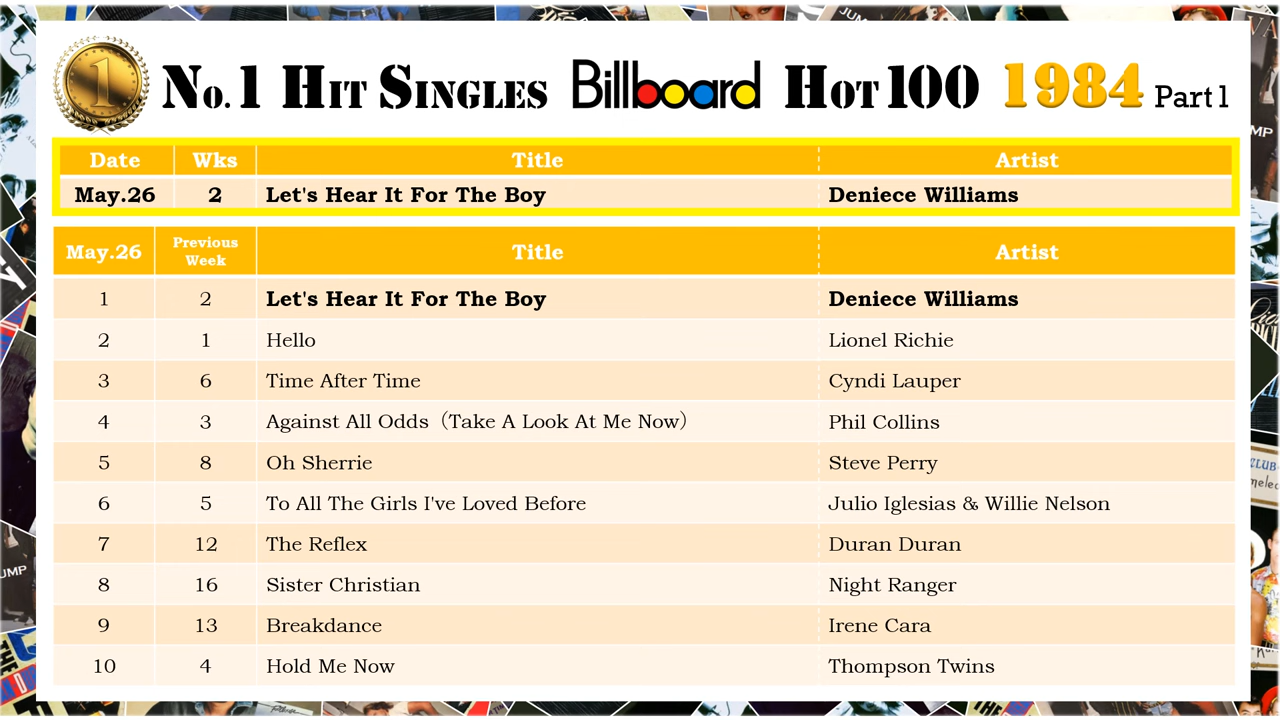 1 No. 1 Hit Singles Billboard Hot 100 1984 Part 1
Date Wks Title Artist
May.26 2 Let's Hear It For The Boy Deniece Williams
May.26 Previous Week Title Artist
1 2 Let's Hear It For The Boy Deniece Williams
2 1 Hello Lionel Richie
3 6 Time After Time Cyndi Lauper
4 3 Against All Odds（Take A Look At Me Now） Phil Collins
5 8 Oh Sherrie Steve Perry
6 5 To All The Girls I've Loved Before Julio Iglesias & Willie Nelson
7 12 The Reflex Duran Duran
8 16 Sister Christian Night Ranger
9 13 Breakdance Irene Cara
10 4 Hold Me Now Thompson Twins